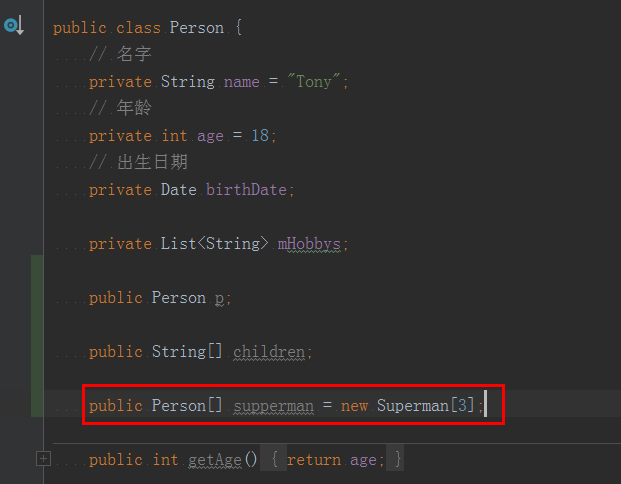 public class Person {
// 名字
private String name = "Tony";
// 年龄
private int age = 18;
// 出生日期
private Date birthDate;
private List<String> mHobbys;
public Person p;
public String[] children;
public Person[] supperman = new Superman[3];
public int getAge() { return age; }